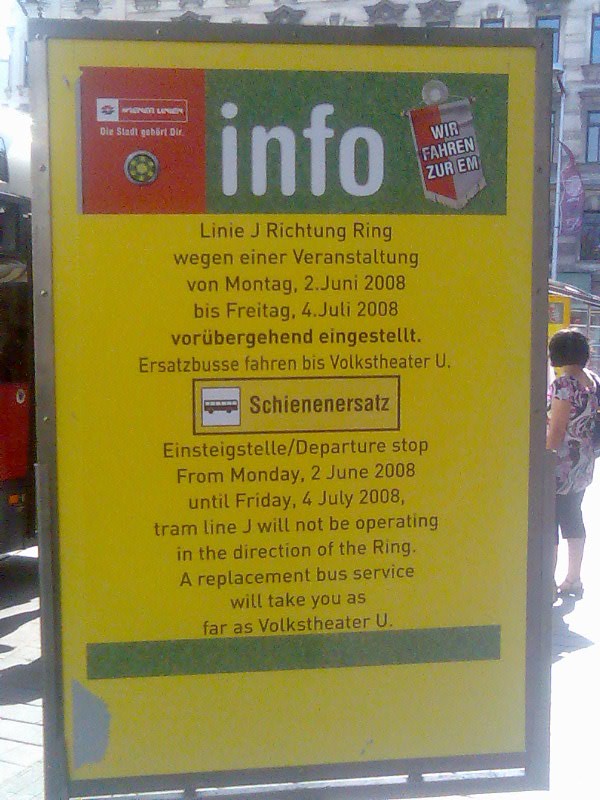 WIENER LINIEN
Die Stadt gehört Dir.
info
WIR
FAHREN
ZUR EM
Linie J Richtung Ring
wegen einer Veranstaltung
von Montag, 2.Juni 2008
bis Freitag, 4.Juli 2008
vorübergehend eingestellt.
Ersatzbusse fahren bis Volkstheater U.
Schienenersatz
Einsteigstelle/Departure stop
From Monday, 2 June 2008
until Friday, 4 July 2008,
tram line J will not be operating
in the direction of the Ring.
A replacement bus service
will take you as
far as Volkstheater U.